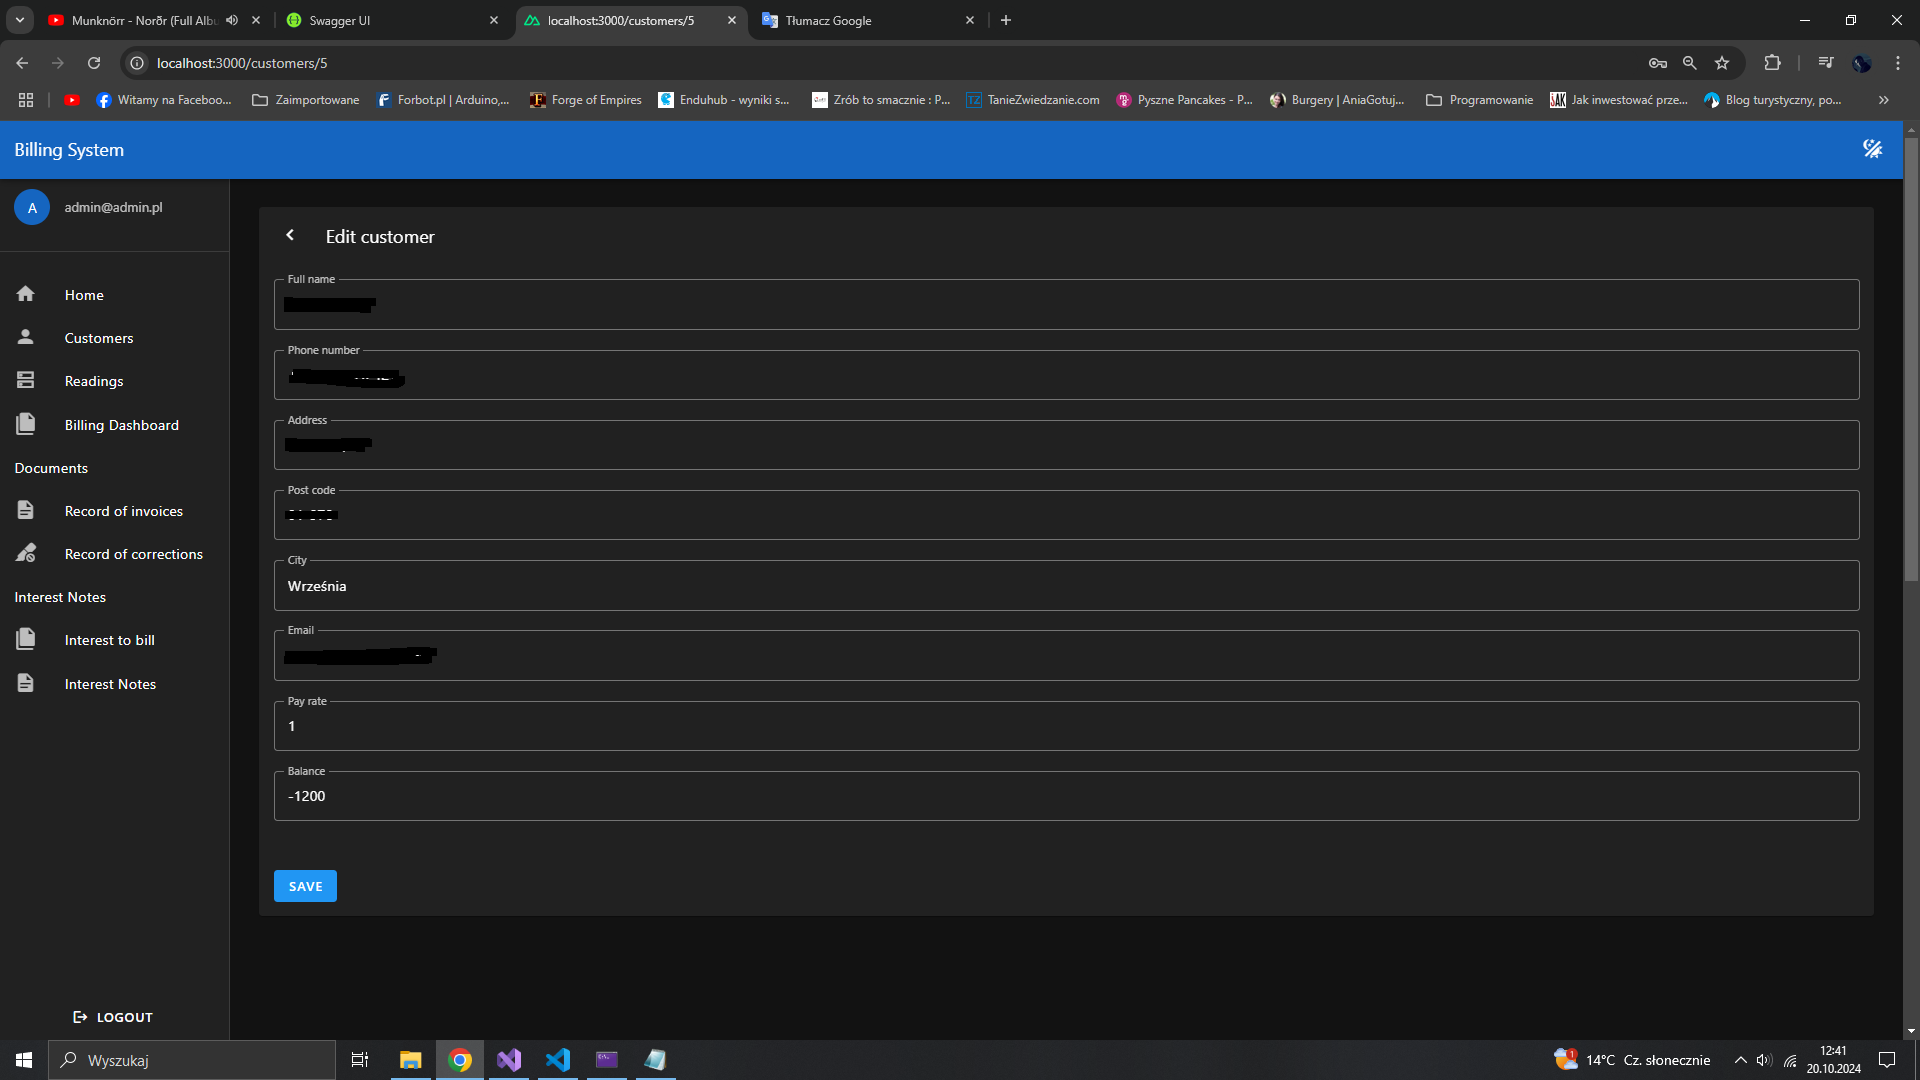 Munknörr - Norðr (Full Albu
Swagger UI
localhost:3000/customers/5
Tłumacz Google
localhost:3000/customers/5
Witamy na Faceboo...
Zaimportowane
Forbot.pl | Arduino,...
Forge of Empires
Enduhub - wyniki s...
Zrób to smacznie : P...
TanieZwiedzanie.com
Pyszne Pancakes - P...
Burgery | AniaGotuj...
Programowanie
Jak inwestować prze...
Blog turystyczny, po...
Billing System
A
admin@admin.pl
Home
Customers
Readings
Billing Dashboard
Documents
Record of invoices
Record of corrections
Interest Notes
Interest to bill
Interest Notes
LOGOUT
Edit customer
Full name
Phone number
Address
Post code
City
Września
Email
Pay rate
1
Balance
-1200
SAVE
Wyszukaj
1
14°C Cz. słonecznie
12:41
20.10.2024